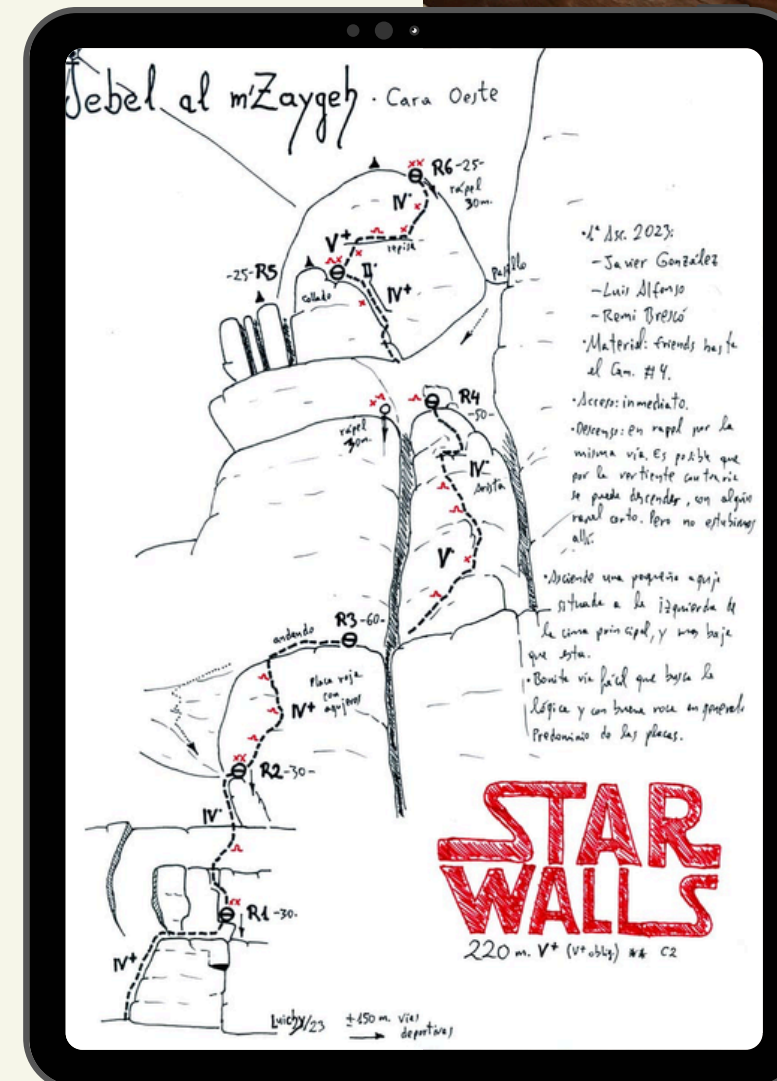 Jebel al m'Zaygeh · Cara Oeste
R6 -25-
rápel
30m.
IV·
V+
repisa
-25- R5
II·
IV+
collado
pasillo
R4
-50-
rápel
30m.
IV·
Arista
V·
R3 -60-
andando
Placa roja
con
agujeros
IV+
R2 -30-
IV·
R1 -30-
IV+
·1ª Asc. 2023:
- Javier González
- Luis Alfonso
- Remi Brescó
·Material: friends hasta
el Cam. #4.
·Acceso: inmediato.
·Descenso: en rapel por la
misma vía. Es posible que
por la vertiente contraria
se pueda descender, con algún
rapel corto. Pero no estubimos
allí.
·Asciende una pequeña aguja
situada a la izquierda de
la cima principal, y mas baja
que esta.
·Bonita vía fácil que busca la
lógica y con buena roca en general.
Predominio de las placas.
STAR
WALLS
220 m. V+ (V+ oblig.) ** C2
Luichy/23
±150 m. vías
deportivas